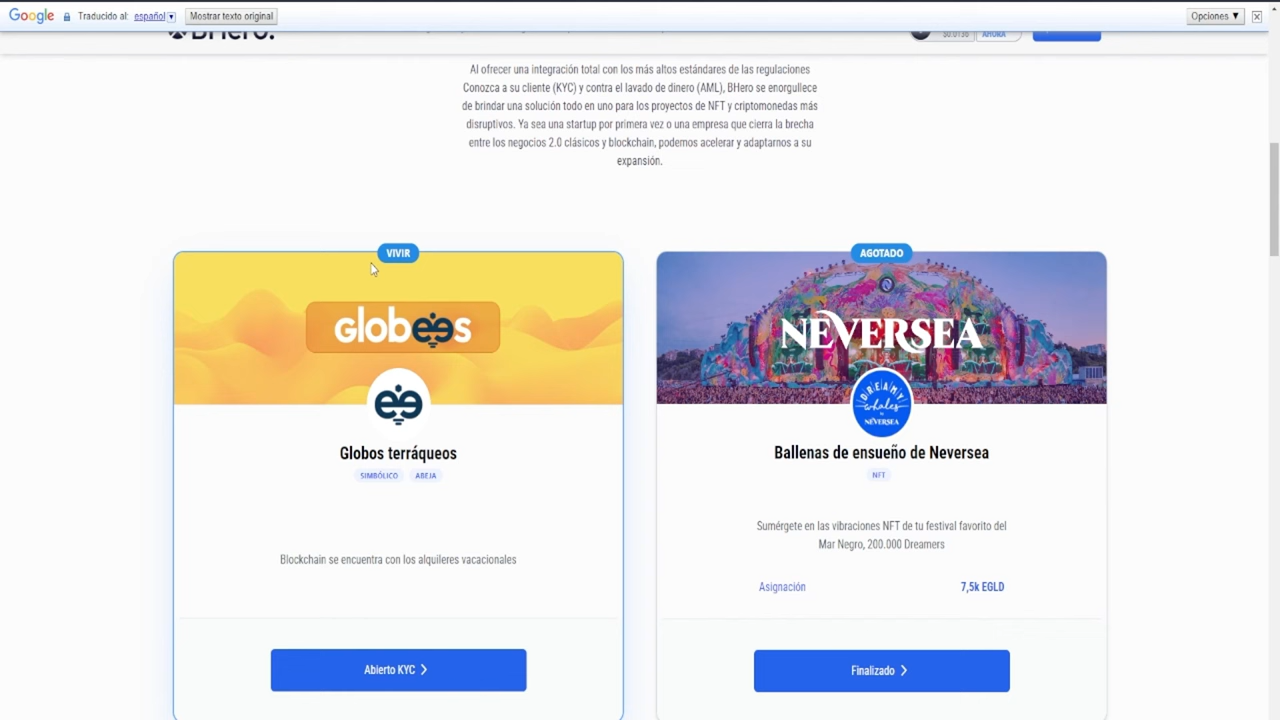 Google Traducido al: español ▼ Mostrar texto original Opciones ▼
BHero.
$0.0136 AHORA
Al ofrecer una integración total con los más altos estándares de las regulaciones
Conozca a su cliente (KYC) y contra el lavado de dinero (AML), BHero se enorgullece
de brindar una solución todo en uno para los proyectos de NFT y criptomonedas más
disruptivos. Ya sea una startup por primera vez o una empresa que cierra la brecha
entre los negocios 2.0 clásicos y blockchain, podemos acelerar y adaptarnos a su
expansión.
VIVIR
globees
Globos terráqueos
SIMBÓLICO ABEJA
Blockchain se encuentra con los alquileres vacacionales
Abierto KYC
AGOTADO
NEVERSEA
DREAMY
whales
by
NEVERSEA
Ballenas de ensueño de Neversea
NFT
Sumérgete en las vibraciones NFT de tu festival favorito del
Mar Negro, 200.000 Dreamers
Asignación 7,5k EGLD
Finalizado